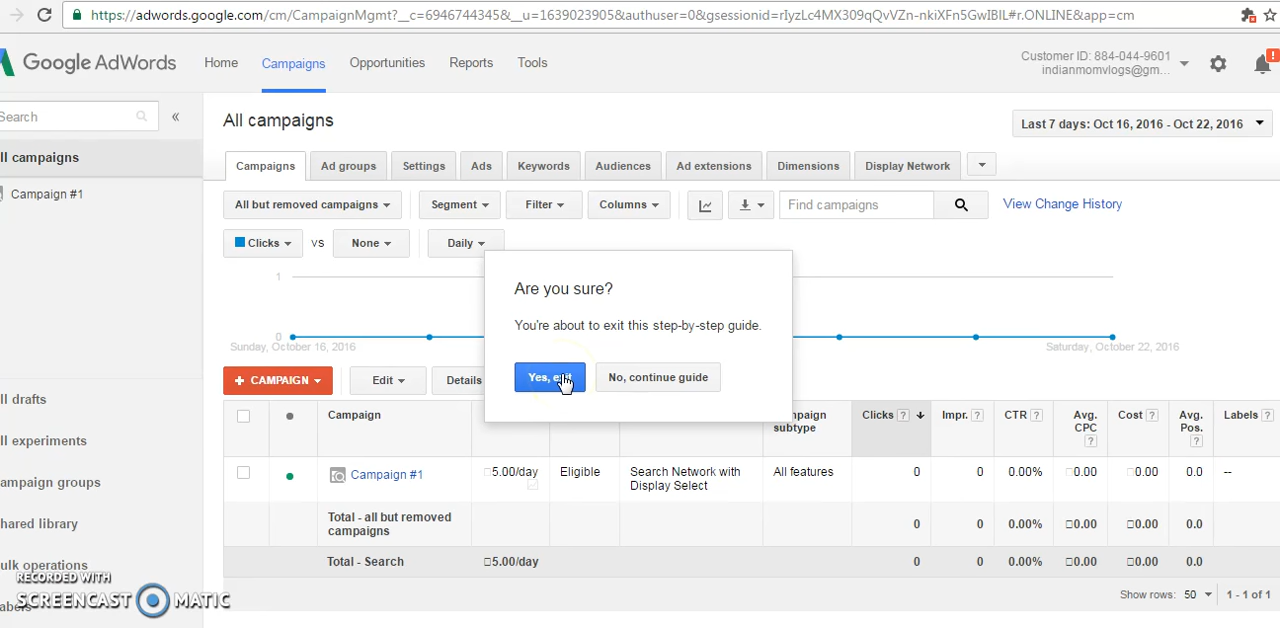 https://adwords.google.com/cm/CampaignMgmt?__c=6946744345&__u=1639023905&authuser=0&gsessionid=rIyzLc4MX309qQvVZn-nkiXFn5GwIBIL#r.ONLINE&app=cm
Google AdWords
Home
Campaigns
Opportunities
Reports
Tools
Customer ID: 884-044-9601
indianmomvlogs@gm...
!
Search
«
All campaigns
Last 7 days: Oct 16, 2016 - Oct 22, 2016
ll campaigns
Campaign #1
Campaigns
Ad groups
Settings
Ads
Keywords
Audiences
Ad extensions
Dimensions
Display Network
All but removed campaigns
Segment
Filter
Columns
Find campaigns
View Change History
Clicks
VS
None
Daily
1
0
Sunday, October 16, 2016
Saturday, October 22, 2016
Are you sure?
You're about to exit this step-by-step guide.
Yes, exit
No, continue guide
+ CAMPAIGN
Edit
Details
ll drafts
ll experiments
ampaign groups
hared library
ulk operations
abels
Campaign
mpaign
subtype
Clicks ?
Impr. ?
CTR ?
Avg.
CPC
?
Cost ?
Avg.
Pos.
?
Labels ?
Campaign #1
□5.00/day
Eligible
Search Network with
Display Select
All features
0
0
0.00%
□0.00
□0.00
0.0
--
Total - all but removed
campaigns
0
0
0.00%
□0.00
□0.00
0.0
Total - Search
□5.00/day
0
0
0.00%
□0.00
□0.00
0.0
Show rows: 50
1 - 1 of 1
RECORDED WITH
SCREENCAST MATIC